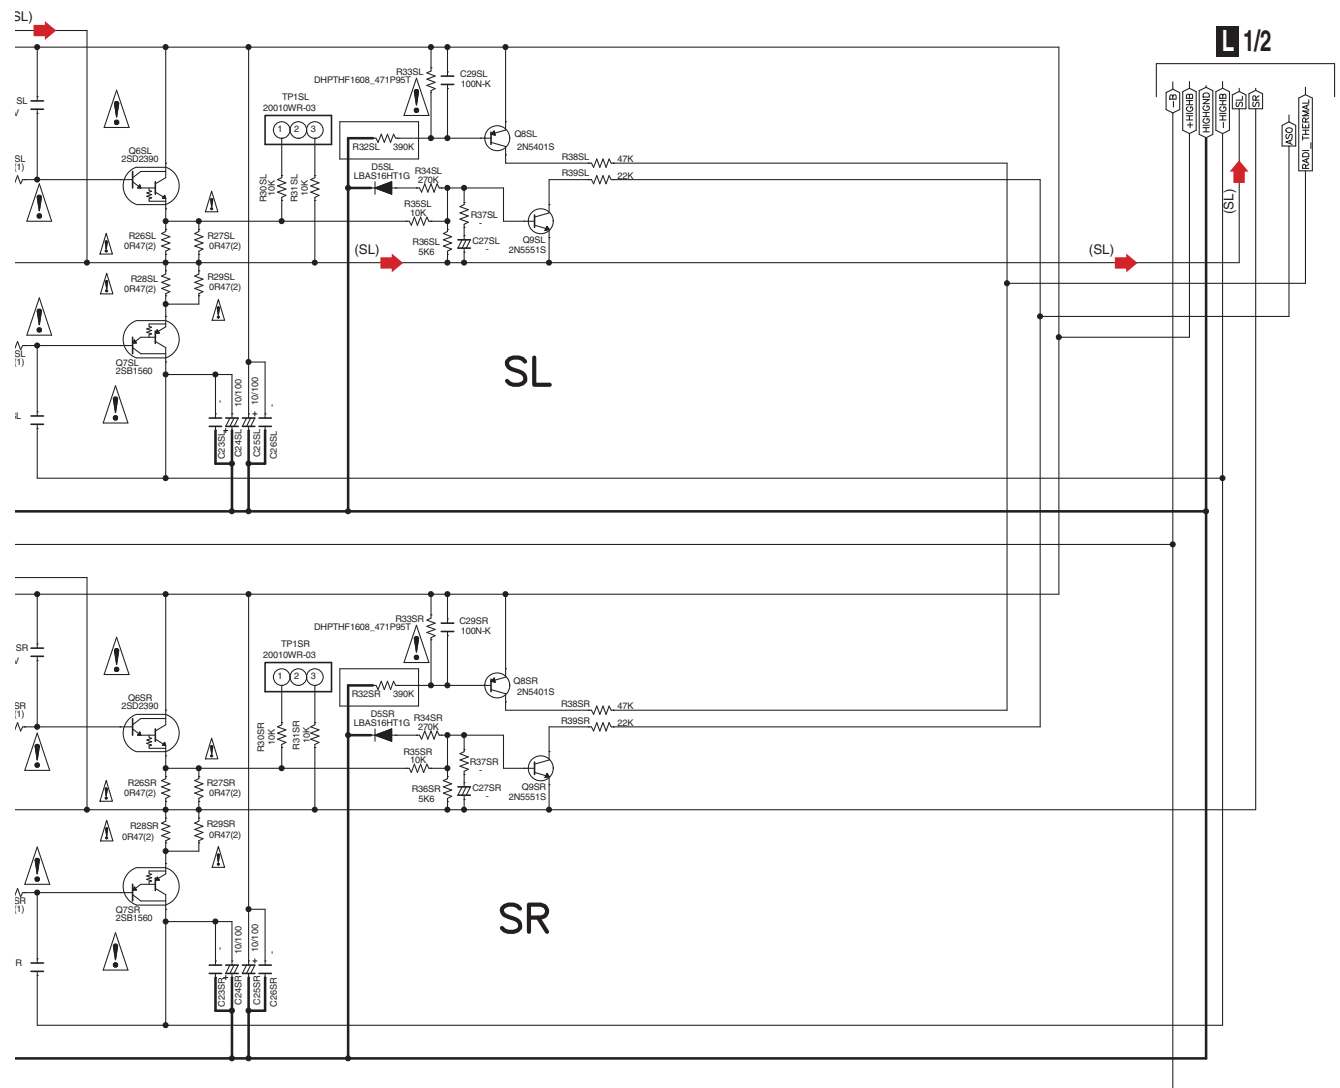 SL)
L 1/2
-B
+HIGHB
HIGHGND
-HIGHB
SL
SR
ASO
RADI_THERMAL
(SL)
SL
V
SL
(1)
Q6SL
2SD2390
TP1SL
20010WR-03
1 2 3
R30SL
10K
R31SL
10K
R33SL
DHPTHF1608_471P95T
C29SL
100N-K
R32SL 390K
Q8SL
2N5401S
D5SL
LBAS16HT1G
R34SL
270K
R35SL
10K
R36SL
5K6
R37SL
-
C27SL
-
Q9SL
2N5551S
R38SL 47K
R39SL 22K
R26SL
0R47(2)
R27SL
0R47(2)
(SL)
(SL)
R28SL
0R47(2)
R29SL
0R47(2)
SL
(1)
Q7SL
2SB1560
SL
10/100
10/100
+
+
C23SL
C24SL
C25SL
C26SL
SR
V
SR
(1)
Q6SR
2SD2390
TP1SR
20010WR-03
1 2 3
R30SR
10K
R31SR
10K
R33SR
DHPTHF1608_471P95T
C29SR
100N-K
R32SR 390K
Q8SR
2N5401S
D5SR
LBAS16HT1G
R34SR
270K
R35SR
10K
R36SR
5K6
R37SR
-
C27SR
-
Q9SR
2N5551S
R38SR 47K
R39SR 22K
R26SR
0R47(2)
R27SR
0R47(2)
R28SR
0R47(2)
R29SR
0R47(2)
SR
(1)
Q7SR
2SB1560
SR
R
10/100
10/100
+
+
C23SR
C24SR
C25SR
C26SR